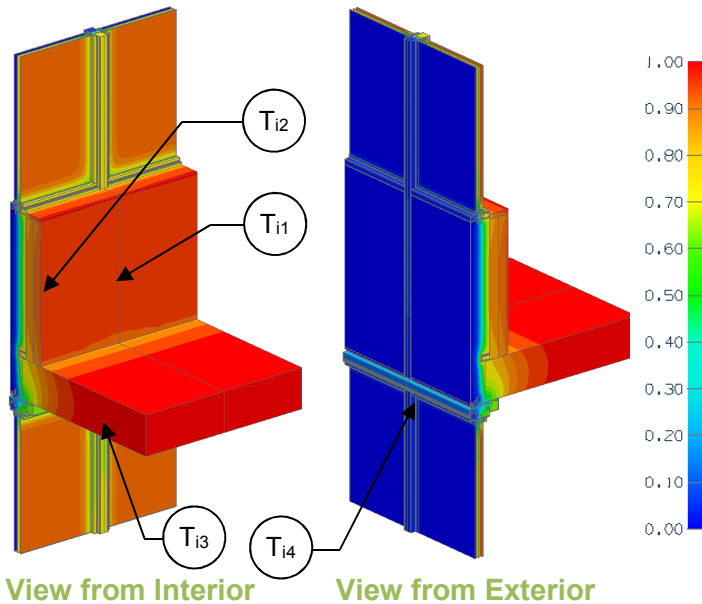 Ti2
Ti1
Ti3
Ti4
1.00
0.90
0.80
0.70
0.60
0.50
0.40
0.30
0.20
0.10
0.00
View from Interior
View from Exterior